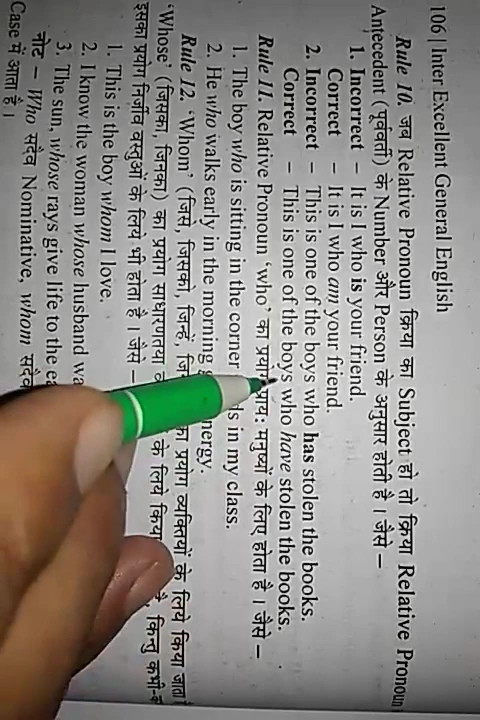 106 | Inter Excellent General English
Rule 10. जब Relative Pronoun क्रिया का Subject हो तो क्रिया Relative Pronoun
Antecedent (पूर्ववर्ती) के Number और Person के अनुसार होती है । जैसे –
1. Incorrect – It is I who is your friend.
Correct – It is I who am your friend.
2. Incorrect – This is one of the boys who has stolen the books.
Correct – This is one of the boys who have stolen the books.
Rule 11. Relative Pronoun 'who' का प्रयोग प्राय: मनुष्यों के लिए होता है । जैसे –
1. The boy who is sitting in the corner in my class.
2. He who walks early in the morning
Rule 12. 'Whom' (जिसे, जिसको, जिन्हें का प्रयोग व्यक्तियों के लिये किया जाता
'Whose' (जिसका, जिनका) का प्रयोग साधारणतया के लिये किया है, किन्तु कभी-
इसका प्रयोग निर्जीव वस्तुओं के लिये भी होता है । जैसे –
1. This is the boy whom I love.
2. I know the woman whose husband
3. The sun, whose rays give life to the
नोट – Who सदैव Nominative, whom सदैव
Case में आता है ।